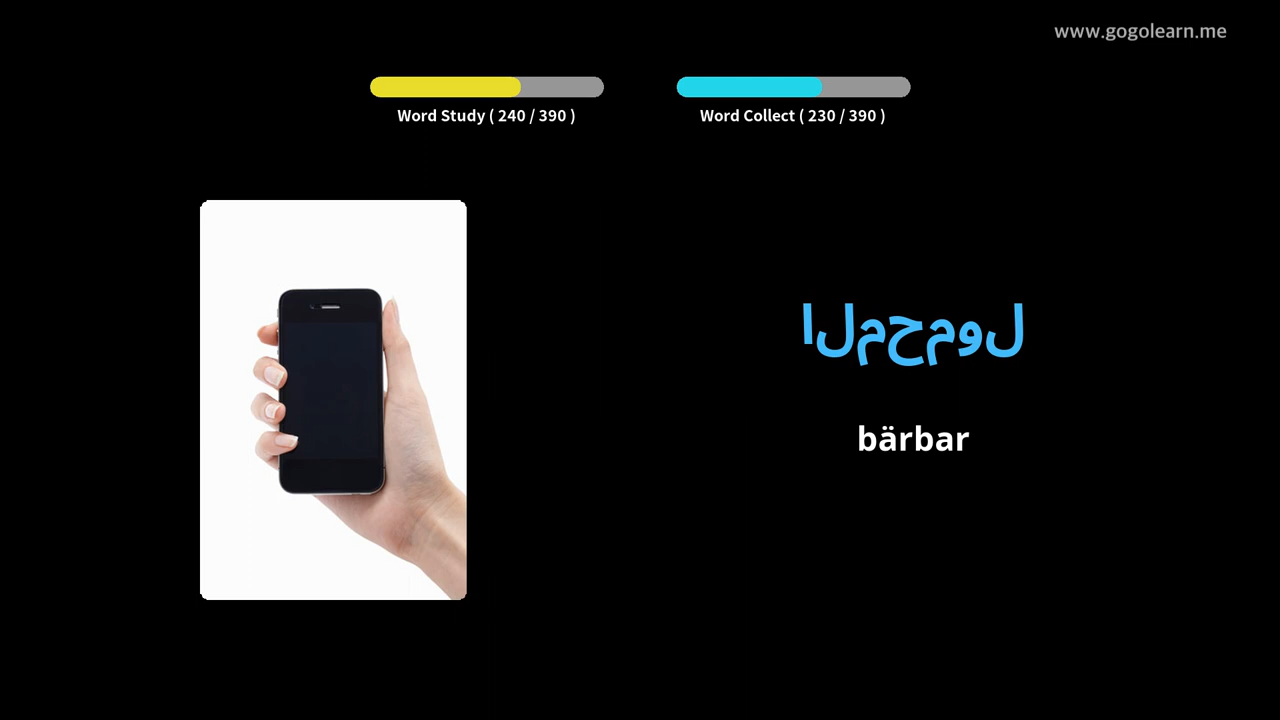 www.gogolearn.me
Word Study ( 240 / 390 )
Word Collect ( 230 / 390 )
المحمول
bärbar